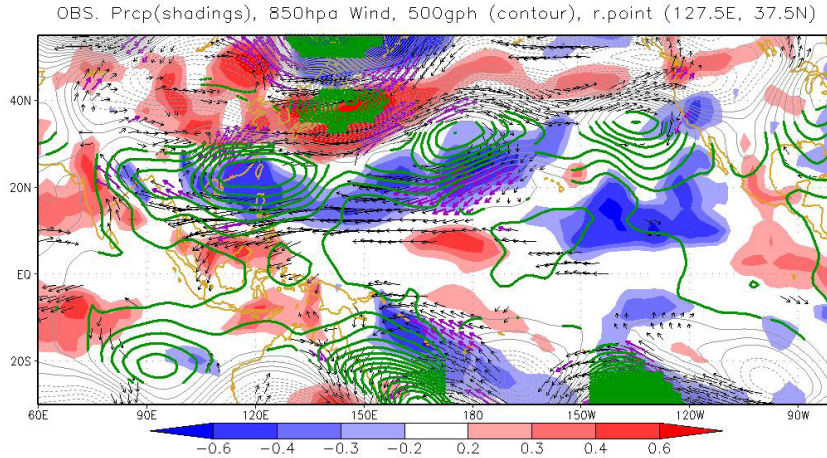 OBS. Prcp(shadings), 850hpa Wind, 500gph (contour), r.point (127.5E, 37.5N)
40N
20N
EQ
20S
60E 90E 120E 150E 180 150W 120W 90W
−0.6 −0.4 −0.3 −0.2 0.2 0.3 0.4 0.6